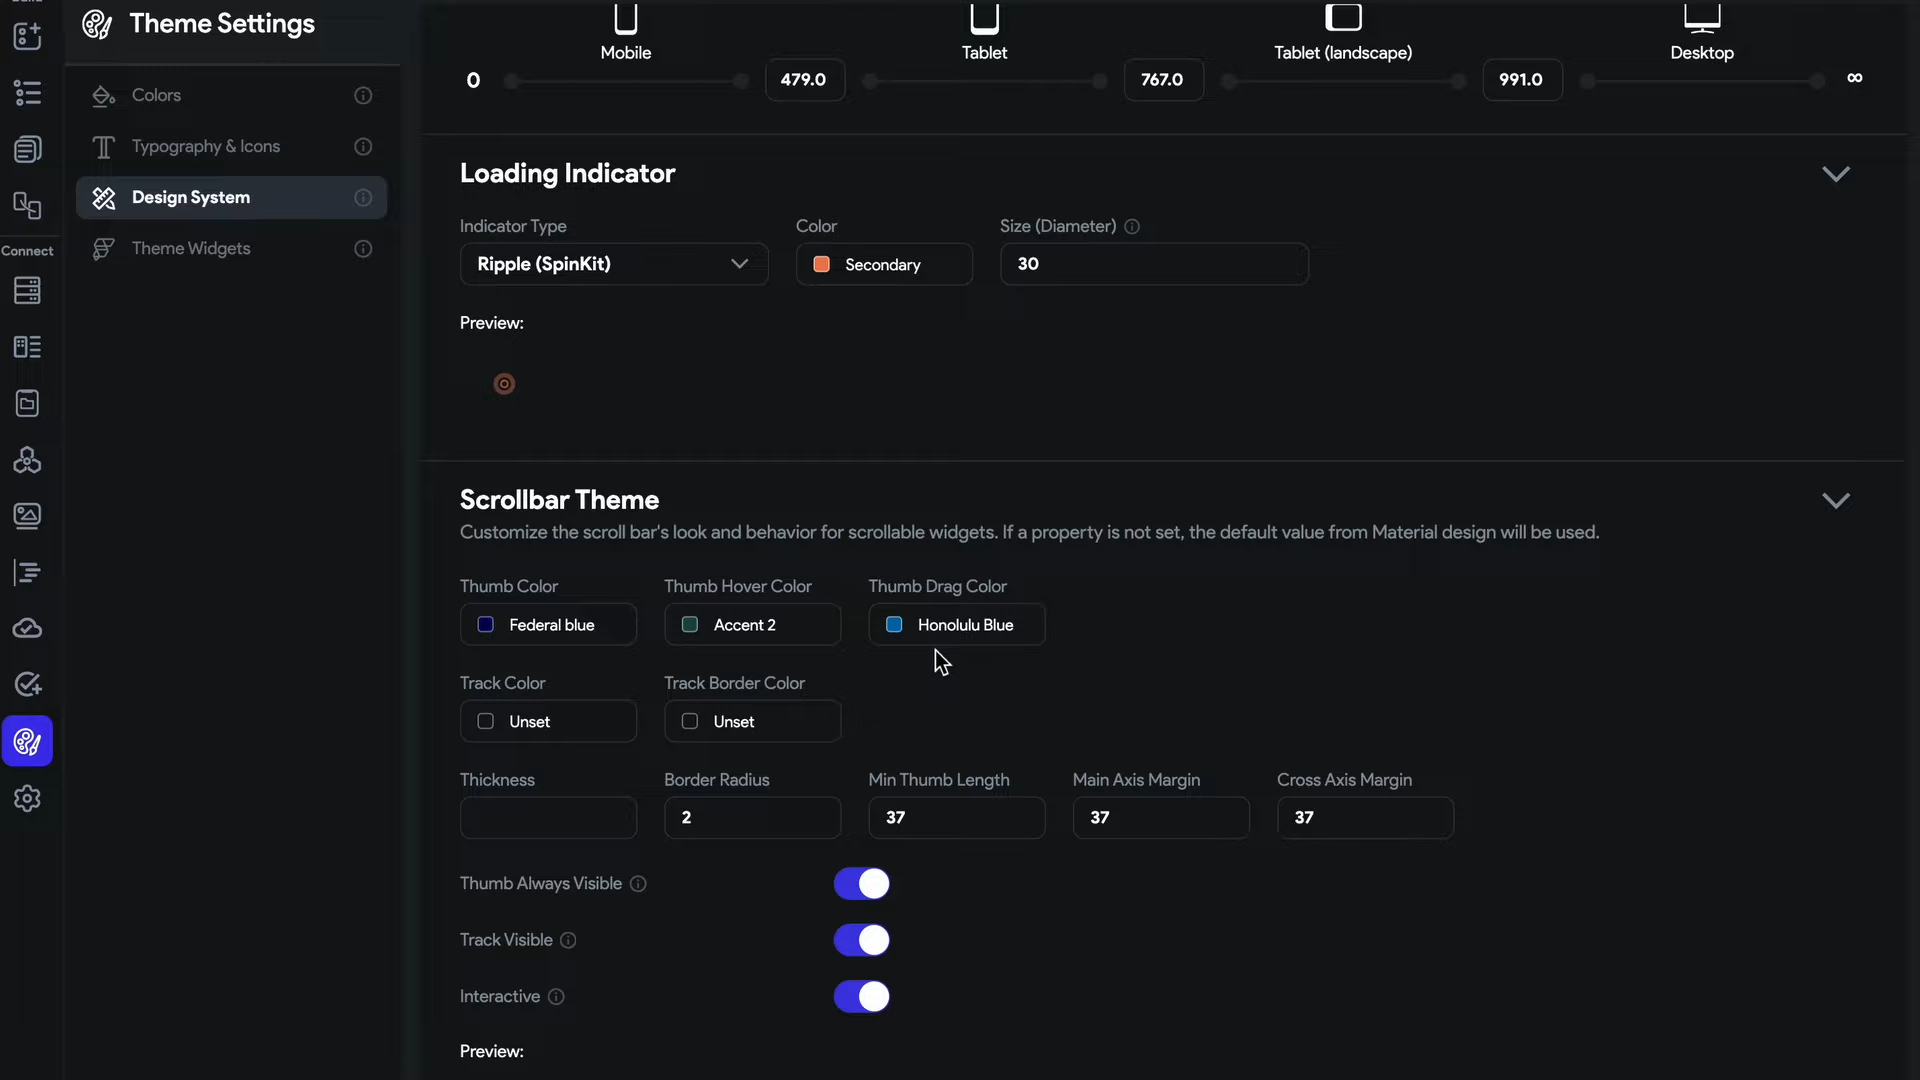 Theme Settings
Colors
Typography & Icons
Design System
Theme Widgets
Connect
Mobile
Tablet
Tablet (landscape)
Desktop
0
479.0
767.0
991.0
∞
Loading Indicator
Indicator Type
Color
Size (Diameter)
Ripple (SpinKit)
Secondary
30
Preview:
Scrollbar Theme
Customize the scroll bar's look and behavior for scrollable widgets. If a property is not set, the default value from Material design will be used.
Thumb Color
Thumb Hover Color
Thumb Drag Color
Federal blue
Accent 2
Honolulu Blue
Track Color
Track Border Color
Unset
Unset
Thickness
Border Radius
Min Thumb Length
Main Axis Margin
Cross Axis Margin
2
37
37
37
Thumb Always Visible
Track Visible
Interactive
Preview: